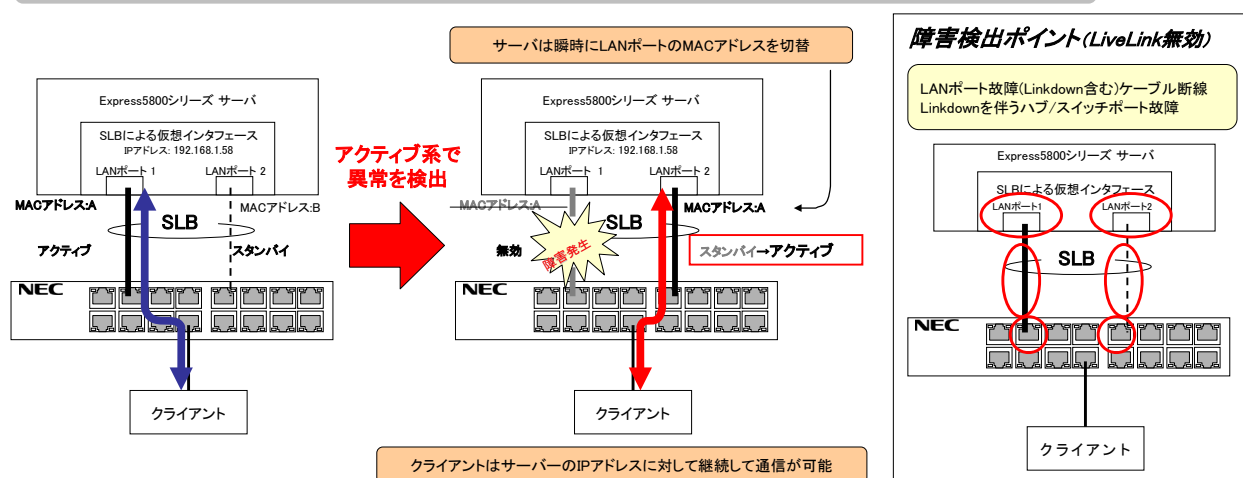 サーバは瞬時にLANポートのMACアドレスを切替
Express5800シリーズ サーバ
SLBによる仮想インタフェース
IPアドレス: 192.168.1.58
LANポート 1
LANポート 2
MACアドレス:A
MACアドレス:B
SLB
アクティブ
スタンバイ
NEC
クライアント
アクティブ系で
異常を検出
Express5800シリーズ サーバ
SLBによる仮想インタフェース
IPアドレス: 192.168.1.58
LANポート 1
LANポート 2
MACアドレス:A
MACアドレス:A
SLB
無効
障害発生
スタンバイ→アクティブ
NEC
クライアント
クライアントはサーバーのIPアドレスに対して継続して通信が可能
障害検出ポイント(LiveLink無効)
LANポート故障(Linkdown含む)ケーブル断線
Linkdownを伴うハブ/スイッチポート故障
Express5800シリーズ サーバ
SLBによる仮想インタフェース
LANポート1
LANポート2
SLB
NEC
クライアント